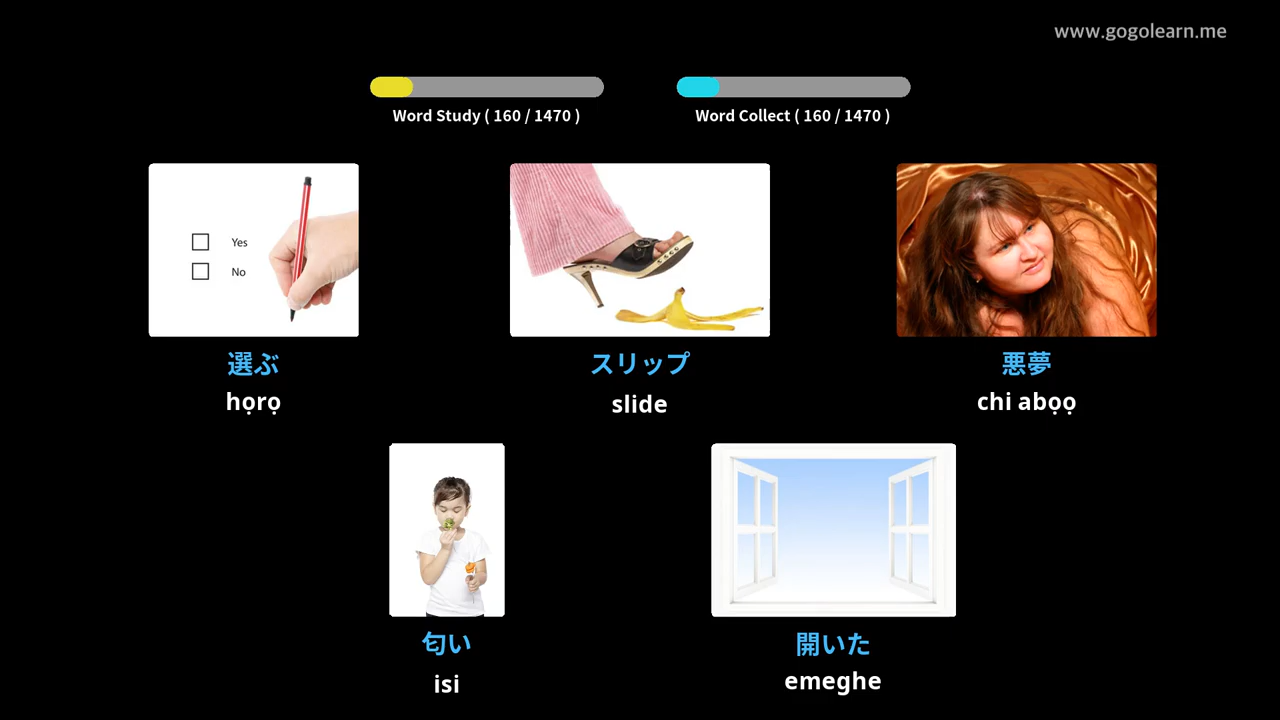 www.gogolearn.me
Word Study ( 160 / 1470 )
Word Collect ( 160 / 1470 )
Yes
No
選ぶ
họrọ
スリップ
slide
悪夢
chi abọọ
匂い
isi
開いた
emeghe